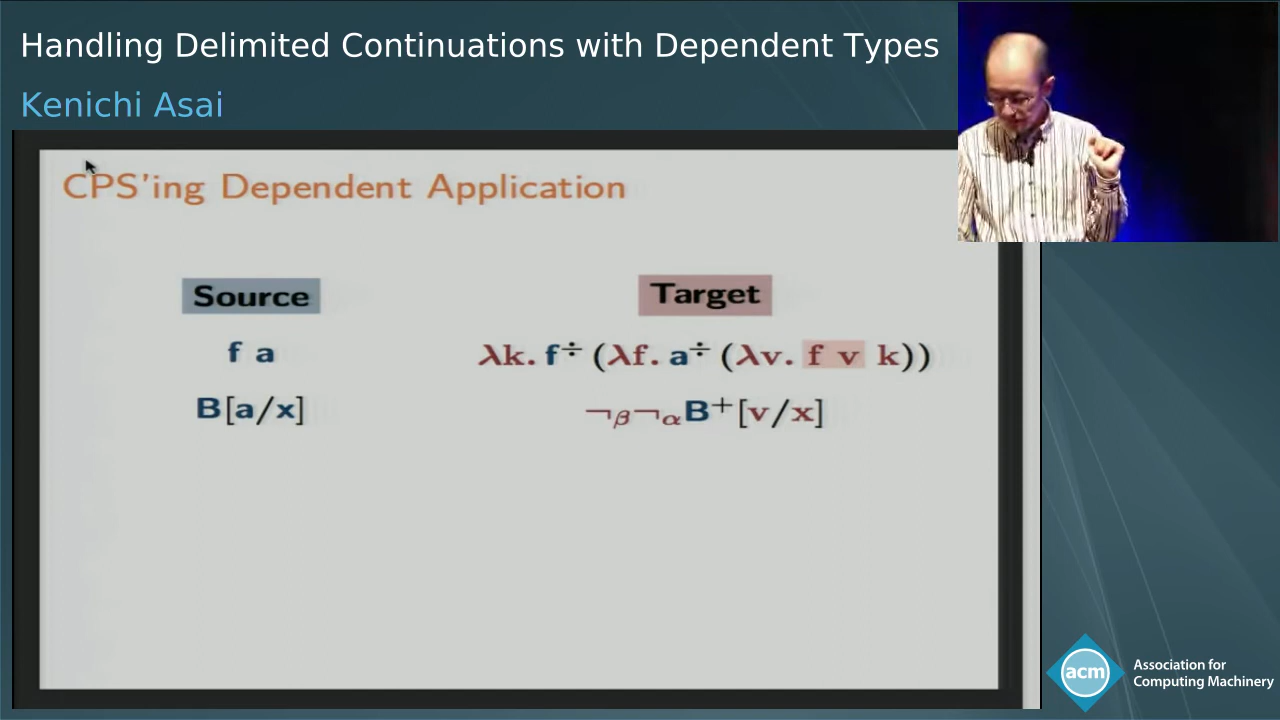 Handling Delimited Continuations with Dependent Types
Kenichi Asai
CPS'ing Dependent Application
Source
Target
f a
λk. f÷ (λf. a÷ (λv. f v k))
B[a/x]
¬β¬αB⁺[v/x]
acm
Association for
Computing Machinery